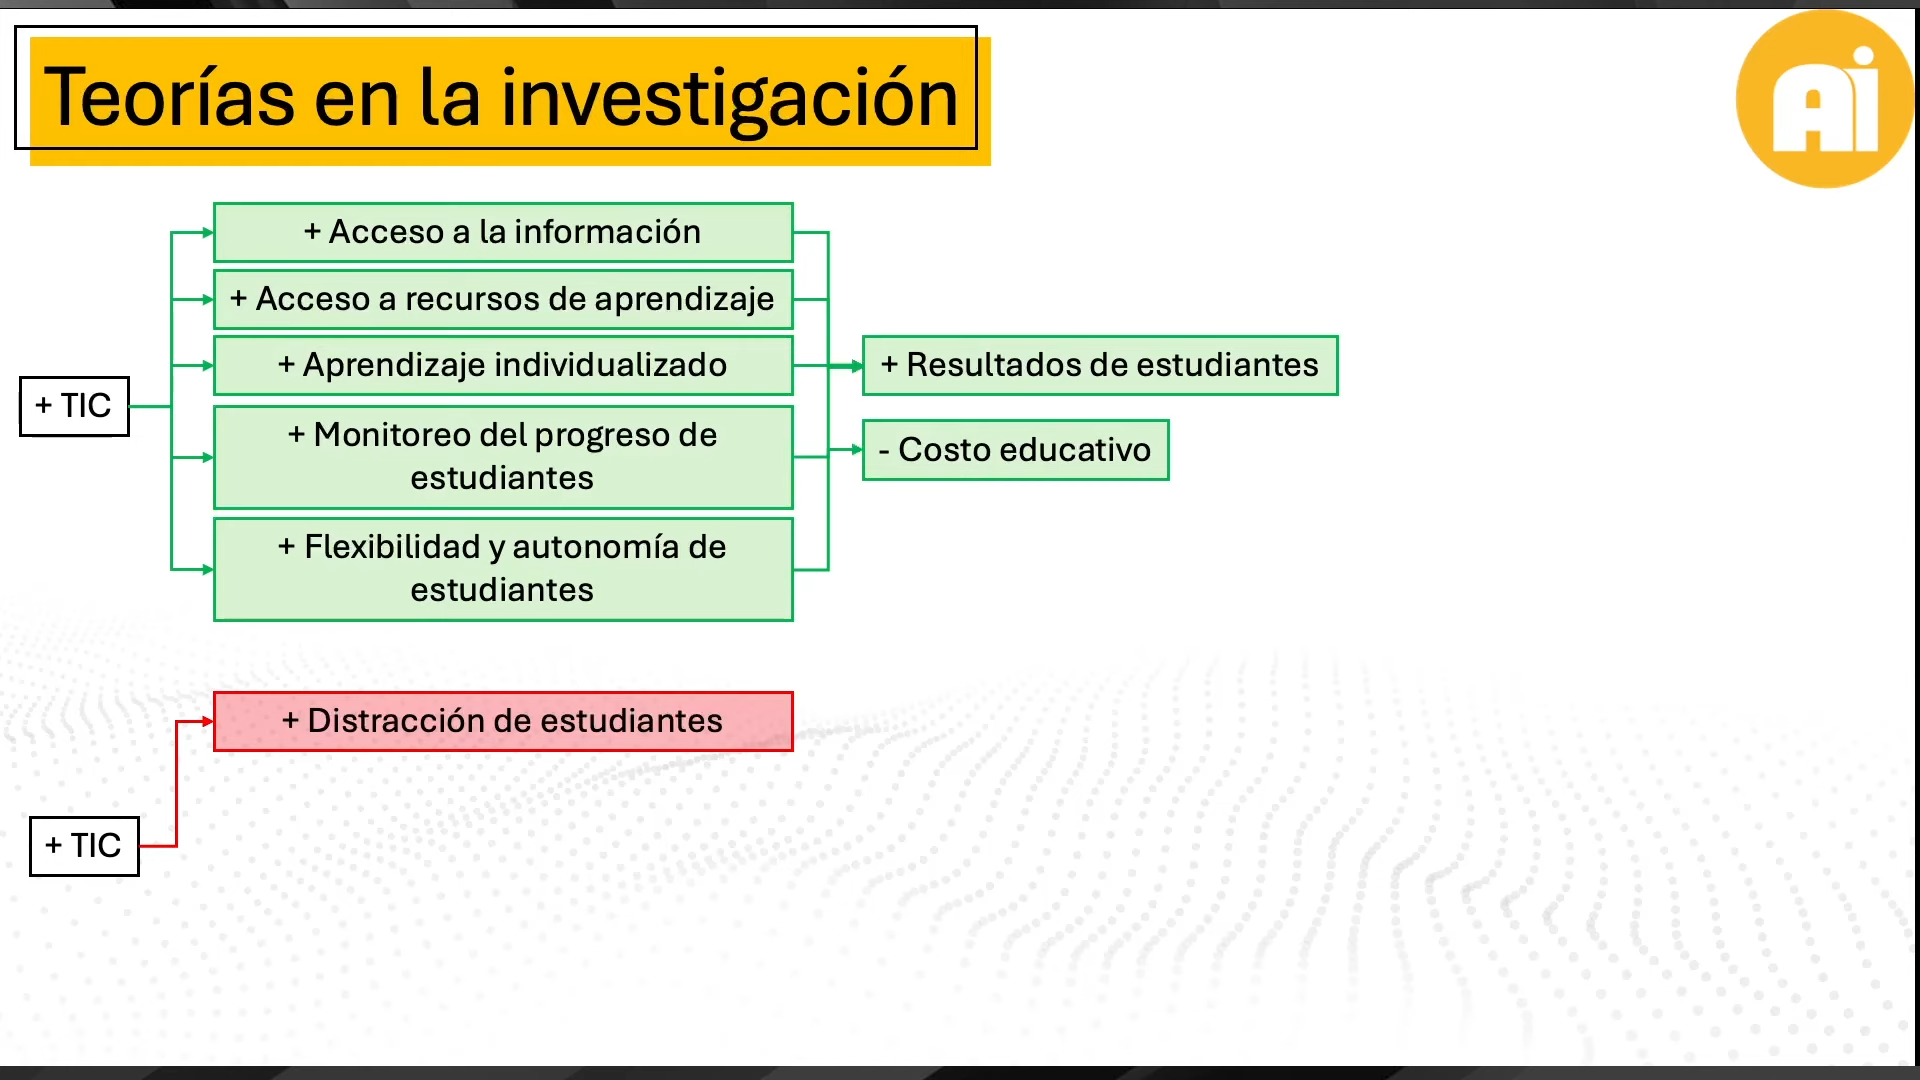 Teorías en la investigación
Ai
+ Acceso a la información
+ Acceso a recursos de aprendizaje
+ Aprendizaje individualizado
+ Resultados de estudiantes
+ TIC
+ Monitoreo del progreso de
estudiantes
- Costo educativo
+ Flexibilidad y autonomía de
estudiantes
+ Distracción de estudiantes
+ TIC